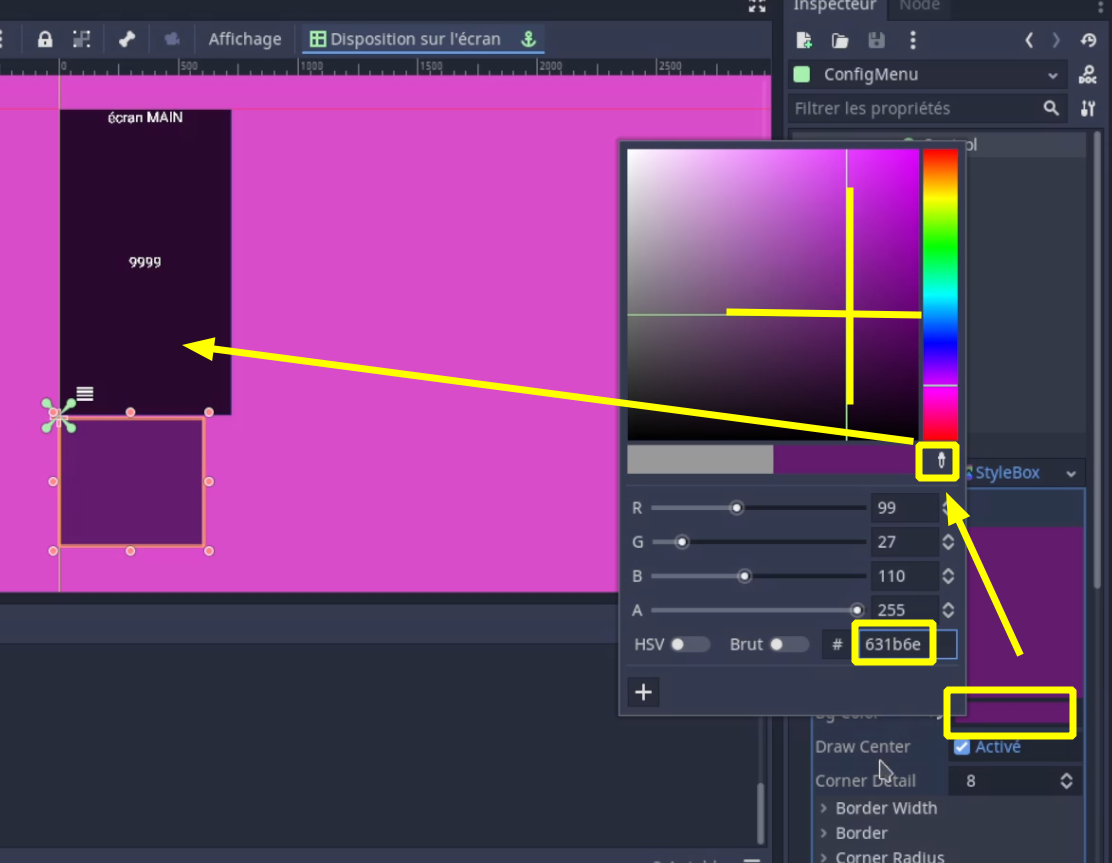 Inspecteur
Node
Affichage
Disposition sur l'écran
0
500
1000
1500
2000
2500
ConfigMenu
Filtrer les propriétés
écran MAIN
9999
StyleBox
R
99
G
27
B
110
A
255
HSV
Brut
#
631b6e
Bg Color
Draw Center
Activé
Corner Detail
8
Border Width
Border
Corner Radius